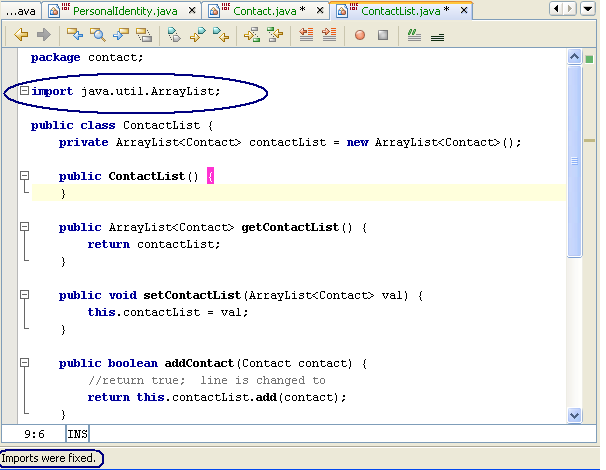 ...ava PersonalIdentity.java Contact.java * ContactList.java *
package contact;
import java.util.ArrayList;
public class ContactList {
private ArrayList<Contact> contactList = new ArrayList<Contact>();
public ContactList() {
}
public ArrayList<Contact> getContactList() {
return contactList;
}
public void setContactList(ArrayList<Contact> val) {
this.contactList = val;
}
public boolean addContact(Contact contact) {
//return true;  line is changed to
return this.contactList.add(contact);
}
9:6 INS
Imports were fixed.